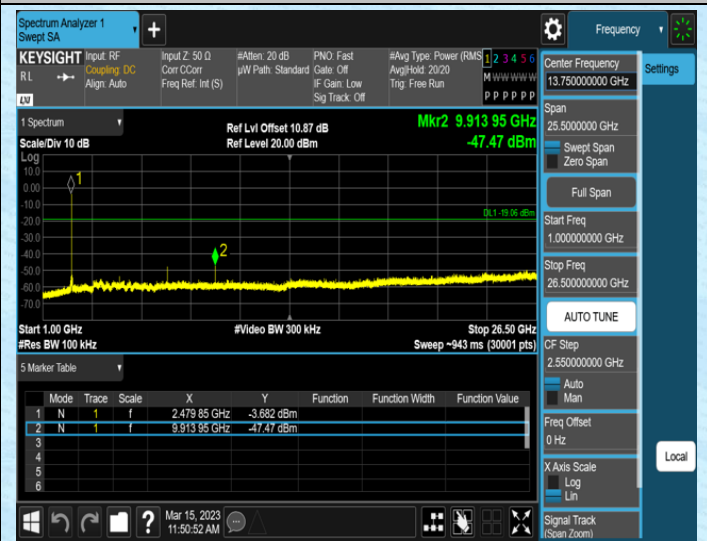 Spectrum Analyzer 1
Swept SA
+
Frequency
KEYSIGHT
RL
LXI
Input: RF
Coupling: DC
Align: Auto
Input Z: 50 Ω
Corr CCorr
Freq Ref: Int (S)
#Atten: 20 dB
µW Path: Standard
PNO: Fast
Gate: Off
IF Gain: Low
Sig Track: Off
#Avg Type: Power (RMS
Avg|Hold: 20/20
Trig: Free Run
1 2 3 4 5 6
M W W W W W
P P P P P P
1 Spectrum
Scale/Div 10 dB
Ref Lvl Offset 10.87 dB
Ref Level 20.00 dBm
Mkr2 9.913 95 GHz
-47.47 dBm
Log
10.0
0.00
-10.0
-20.0
-30.0
-40.0
-50.0
-60.0
-70.0
1
2
DL1 -19.06 dBm
Start 1.00 GHz
#Res BW 100 kHz
#Video BW 300 kHz
Stop 26.50 GHz
Sweep ~943 ms (30001 pts)
5 Marker Table
Mode Trace Scale X Y Function Function Width Function Value
1 N 1 f 2.479 85 GHz -3.682 dBm
2 N 1 f 9.913 95 GHz -47.47 dBm
3
4
5
6
?
Mar 15, 2023
11:50:52 AM
Center Frequency
13.750000000 GHz
Span
25.5000000 GHz
Swept Span
Zero Span
Full Span
Start Freq
1.000000000 GHz
Stop Freq
26.500000000 GHz
AUTO TUNE
CF Step
2.550000000 GHz
Auto
Man
Freq Offset
0 Hz
X Axis Scale
Log
Lin
Signal Track
(Span Zoom)
Settings
Local